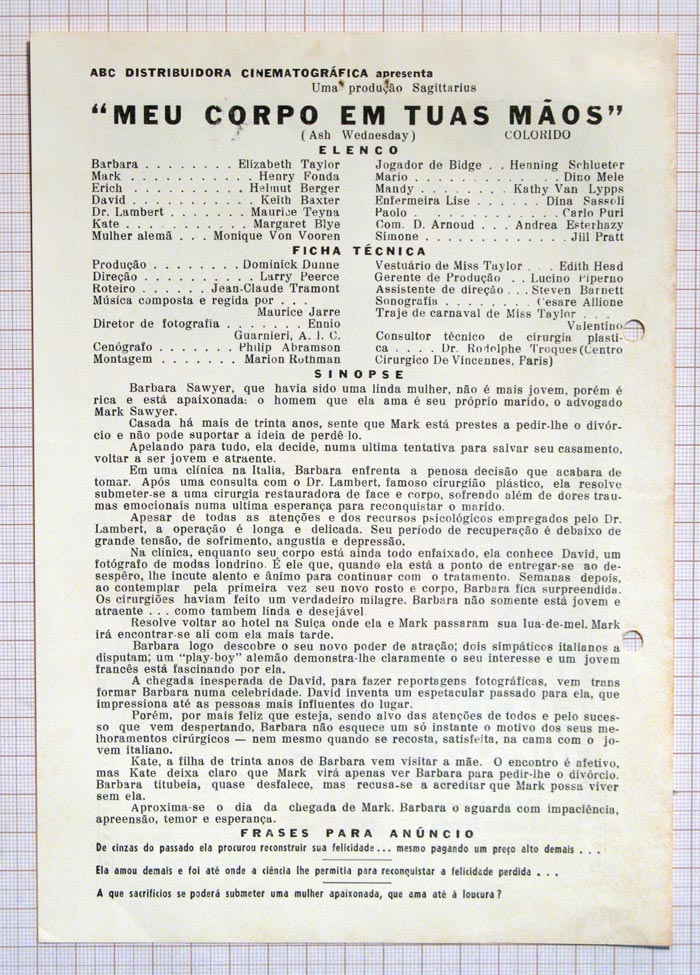 ABC DISTRIBUIDORA CINEMATOGRÁFICA apresenta
Uma produção Sagittarius
“MEU CORPO EM TUAS MÃOS”
(Ash Wednesday) COLORIDO
ELENCO
Barbara . . . . . . . . Elizabeth Taylor
Mark . . . . . . . . . . . Henry Fonda
Erich . . . . . . . . . . Helmut Berger
David . . . . . . . . . . . Keith Baxter
Dr. Lambert . . . . . . . Maurice Teyna
Kate . . . . . . . . . . Margaret Blye
Mulher alemã . . . Monique Von Vooren
Jogador de Bidge . . Henning Schlueter
Mario . . . . . . . . . . . . Dino Mele
Mandy . . . . . . . . Kathy Van Lypps
Enfermeira Lise . . . . . . Dina Sassoli
Paolo . . . . . . . . . . . . Carlo Puri
Com. D. Arnoud . . . Andrea Esterhazy
Simone . . . . . . . . . . . Jill Pratt
FICHA TÉCNICA
Produção . . . . . . . . Dominick Dunne
Direção . . . . . . . . . . Larry Peerce
Roteiro . . . . . Jean-Claude Tramont
Música composta e regida por . . .
Maurice Jarre
Diretor de fotografia . . . . . . . Ennio
Guarnieri, A. I. C.
Cenógrafo . . . . . . . Philip Abramson
Montagem . . . . . . . Marion Rothman
Vestuário de Miss Taylor . . . Edith Head
Gerente de Produção . . Lucino Piperno
Assistente de direção . . . Steven Barnett
Sonografia . . . . . . . . Cesare Allione
Traje de carnaval de Miss Taylor . . .
Valentino
Consultor técnico de cirurgia plasti-
ca . . . . Dr. Rodolphe Troques (Centro
Cirurgico De Vincennes, Paris)
SINOPSE
Barbara Sawyer, que havia sido uma linda mulher, não é mais jovem, porém é
rica e está apaixonada: o homem que ela ama é seu próprio marido, o advogado
Mark Sawyer.
Casada há mais de trinta anos, sente que Mark está prestes a pedir-lhe o divór-
cio e não pode suportar a ideia de perdê lo.
Apelando para tudo, ela decide, numa ultima tentativa para salvar seu casamento,
voltar a ser jovem e atraente.
Em uma clínica na Italia, Barbara enfrenta a penosa decisão que acabara de
tomar. Após uma consulta com o Dr. Lambert, famoso cirurgião plástico, ela resolve
submeter-se a uma cirurgia restauradora de face e corpo, sofrendo além de dores trau-
mas emocionais numa ultima esperança para reconquistar o marido.
Apesar de todas as atenções e dos recursos psicológicos empregados pelo Dr.
Lambert, a operação é longa e delicada. Seu período de recuperação é debaixo de
grande tensão, de sofrimento, angustia e depressão.
Na clínica, enquanto seu corpo está ainda todo enfaixado, ela conhece David, um
fotógrafo de modas londrino. É ele que, quando ela está a ponto de entregar-se ao de-
sespêro, lhe incute alento e ânimo para continuar com o tratamento. Semanas depois,
ao contemplar pela primeira vez seu novo rosto e corpo, Barbara fica surpreendida.
Os cirurgiões haviam feito um verdadeiro milagre. Barbara não somente está jovem e
atraente . . . como tambem linda e desejável
Resolve voltar ao hotel na Suiça onde ela e Mark passaram sua lua-de-mel. Mark
irá encontrar-se ali com ela mais tarde.
Barbara logo descobre o seu novo poder de atração; dois simpáticos italianos a
disputam; um “play-boy” alemão demonstra-lhe claramente o seu interesse e um jovem
francês está fascinando por ela.
A chegada inesperada de David, para fazer reportagens fotográficas, vem trans
formar Barbara numa celebridade. David inventa um espetacular passado para ela, que
impressiona até as pessoas mais influentes do lugar.
Porém, por mais feliz que esteja, sendo alvo das atenções de todos e pelo suces-
so que vem despertando, Barbara não esquece um só instante o motivo dos seus me-
lhoramentos cirúrgicos — nem mesmo quando se recosta, satisfeita, na cama com o jo-
vem italiano.
Kate, a filha de trinta anos de Barbara vem visitar a mãe. O encontro é afetivo,
mas Kate deixa claro que Mark virá apenas ver Barbara para pedir-lhe o divórcio.
Barbara titubeia, quase desfalece, mas recusa-se a acreditar que Mark possa viver
sem ela.
Aproxima-se o dia da chegada de Mark. Barbara o aguarda com impaciência,
apreensão, temor e esperança.
FRASES PARA ANÚNCIO
De cinzas do passado ela procurou reconstruir sua felicidade... mesmo pagando um preço alto demais . . .
Ela amou demais e foi até onde a ciência lhe permitia para reconquistar a felicidade perdida . . .
A que sacrifícios se poderá submeter uma mulher apaixonada, que ama até à loucura?